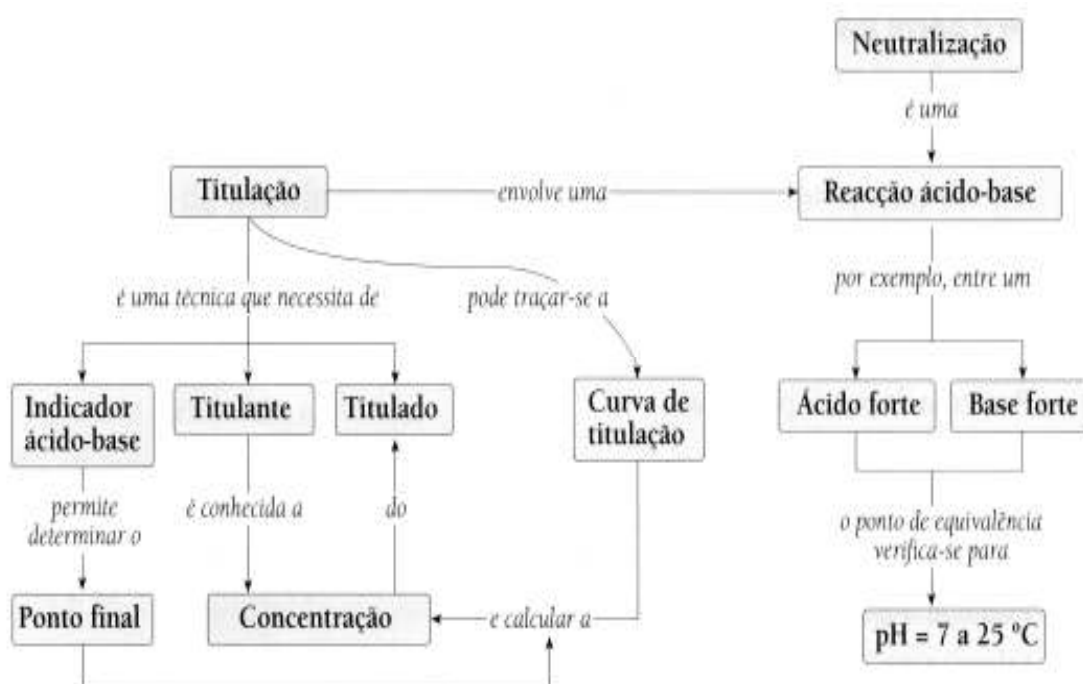 Neutralização
é uma
Titulação
envolve uma
Reacção ácido-base
é uma técnica que necessita de
pode traçar-se a
por exemplo, entre um
Indicador
ácido-base
Titulante
Titulado
Curva de
titulação
Ácido forte
Base forte
permite
determinar o
é conhecida a
do
o ponto de equivalência
verifica-se para
Ponto final
Concentração
e calcular a
pH = 7 a 25 °C